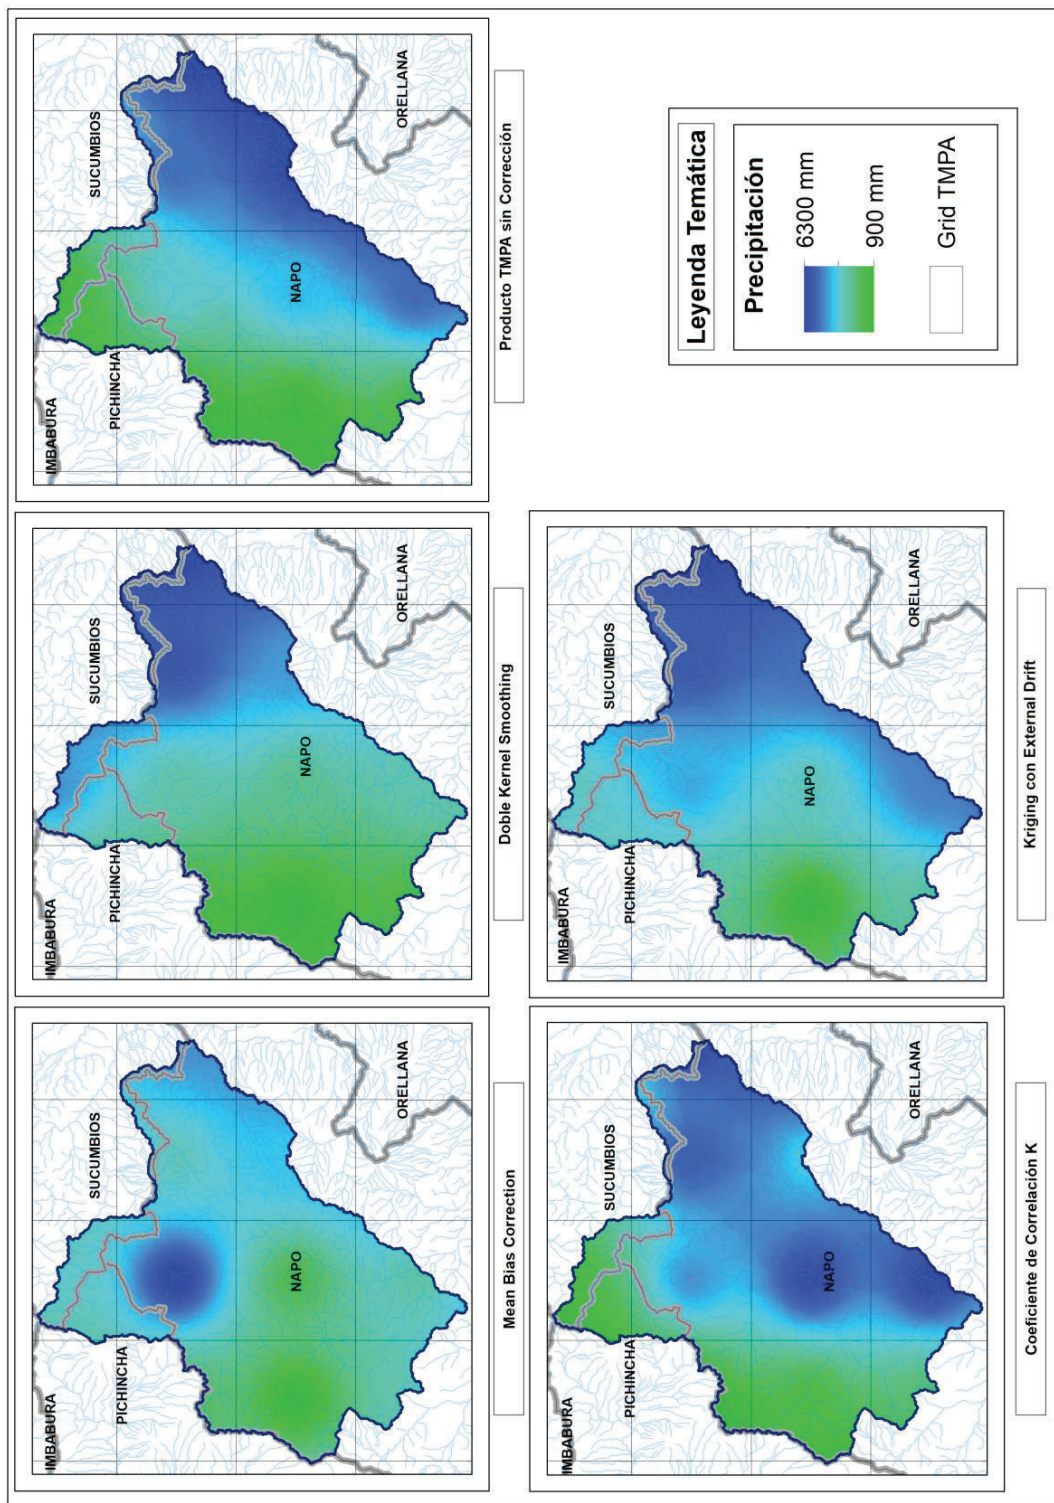 IMBABURA
SUCUMBIOS
PICHINCHA
NAPO
ORELLANA
Mean Bias Correction
IMBABURA
SUCUMBIOS
PICHINCHA
NAPO
ORELLANA
Doble Kernel Smoothing
IMBABURA
SUCUMBIOS
PICHINCHA
NAPO
ORELLANA
Producto TMPA sin Corrección
IMBABURA
SUCUMBIOS
PICHINCHA
NAPO
ORELLANA
Coeficiente de Correlación K
IMBABURA
SUCUMBIOS
PICHINCHA
NAPO
ORELLANA
Kriging con External Drift
Leyenda Temática
Precipitación
6300 mm
900 mm
Grid TMPA